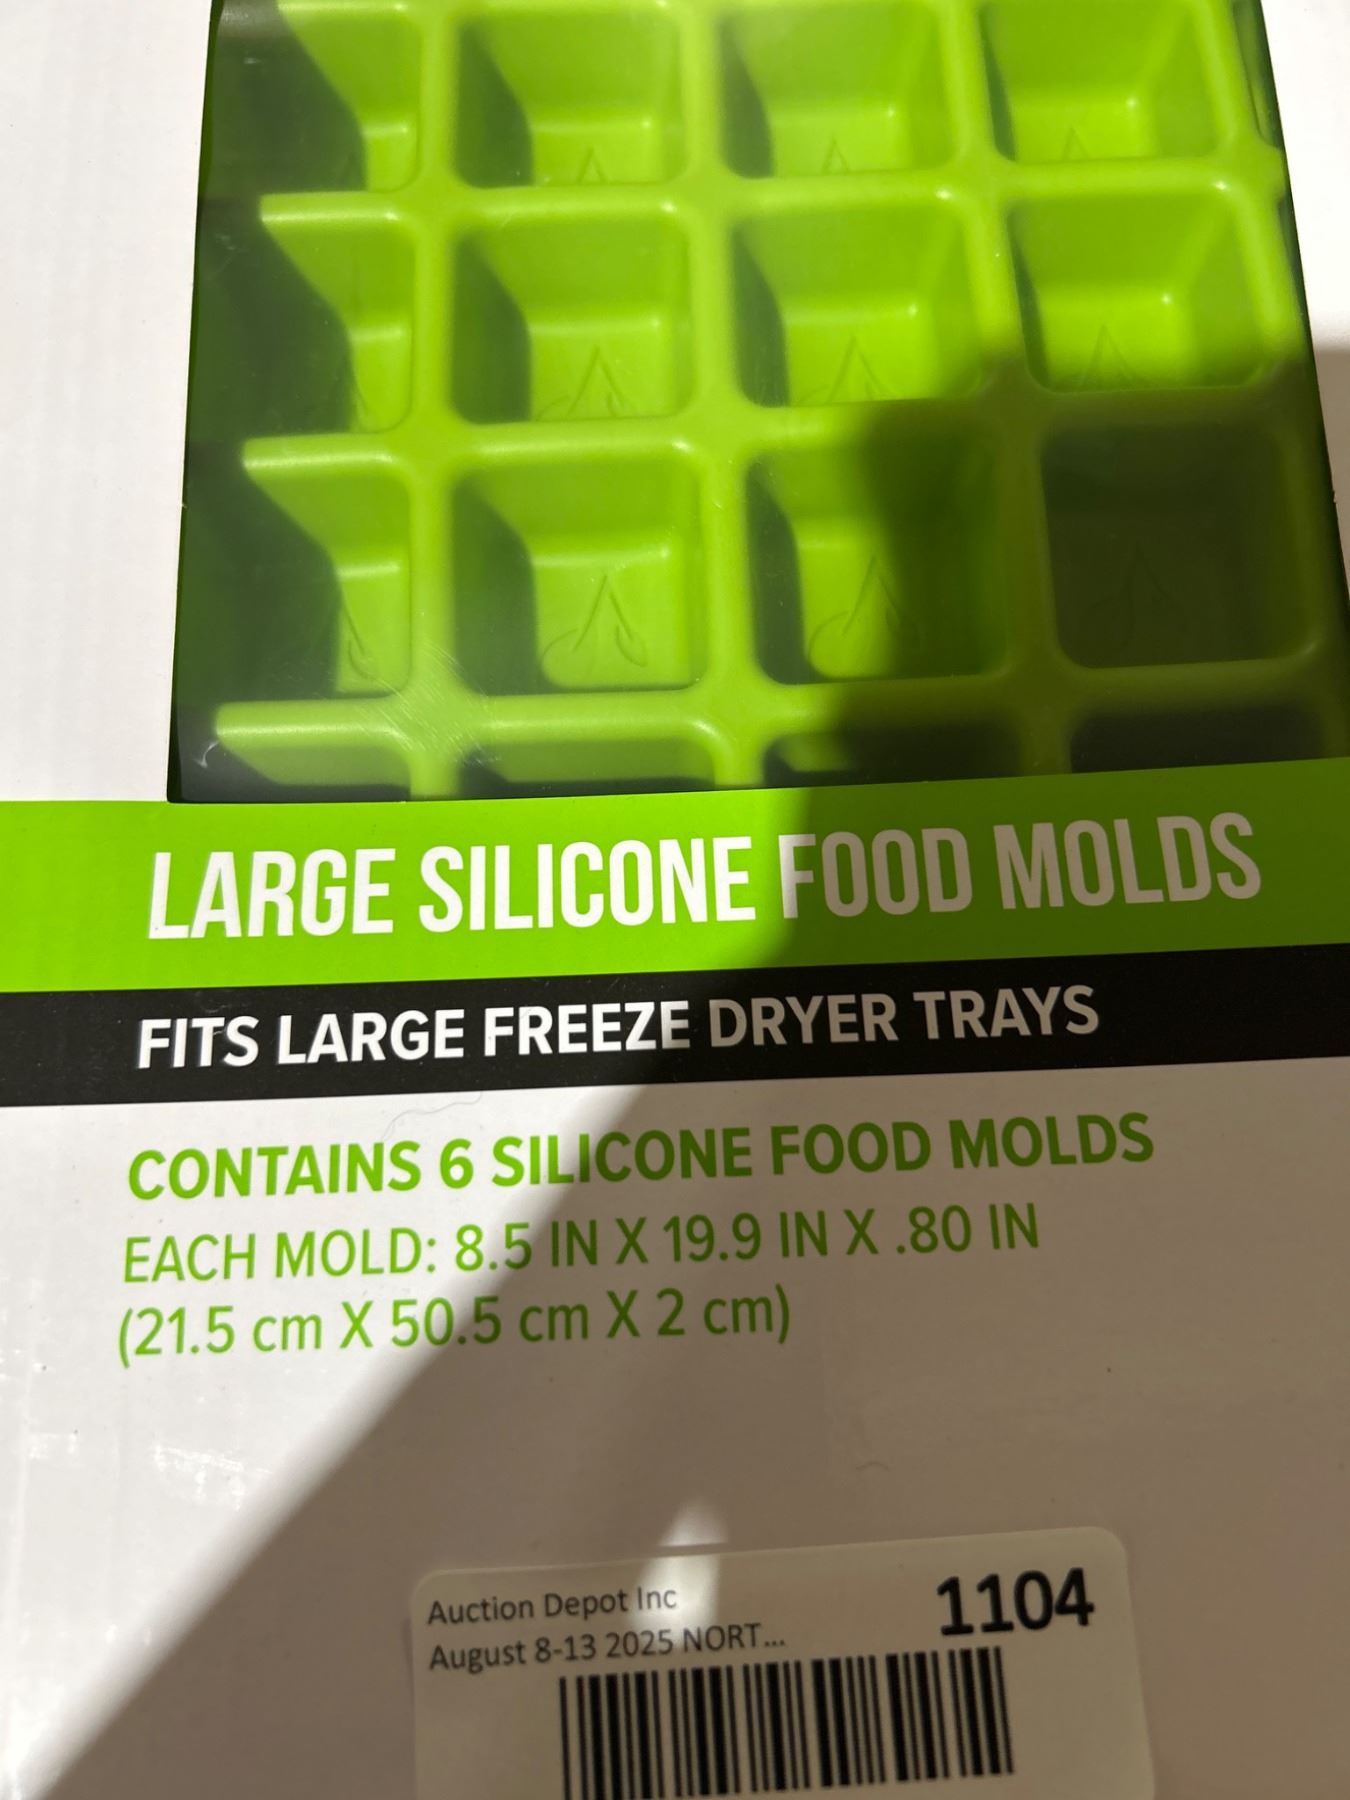 LARGE SILICONE FOOD MOLDS
FITS LARGE FREEZE DRYER TRAYS
CONTAINS 6 SILICONE FOOD MOLDS
EACH MOLD: 8.5 IN X 19.9 IN X .80 IN
(21.5 cm X 50.5 cm X 2 cm)
Auction Depot Inc
1104
August 8-13 2025 NORT...